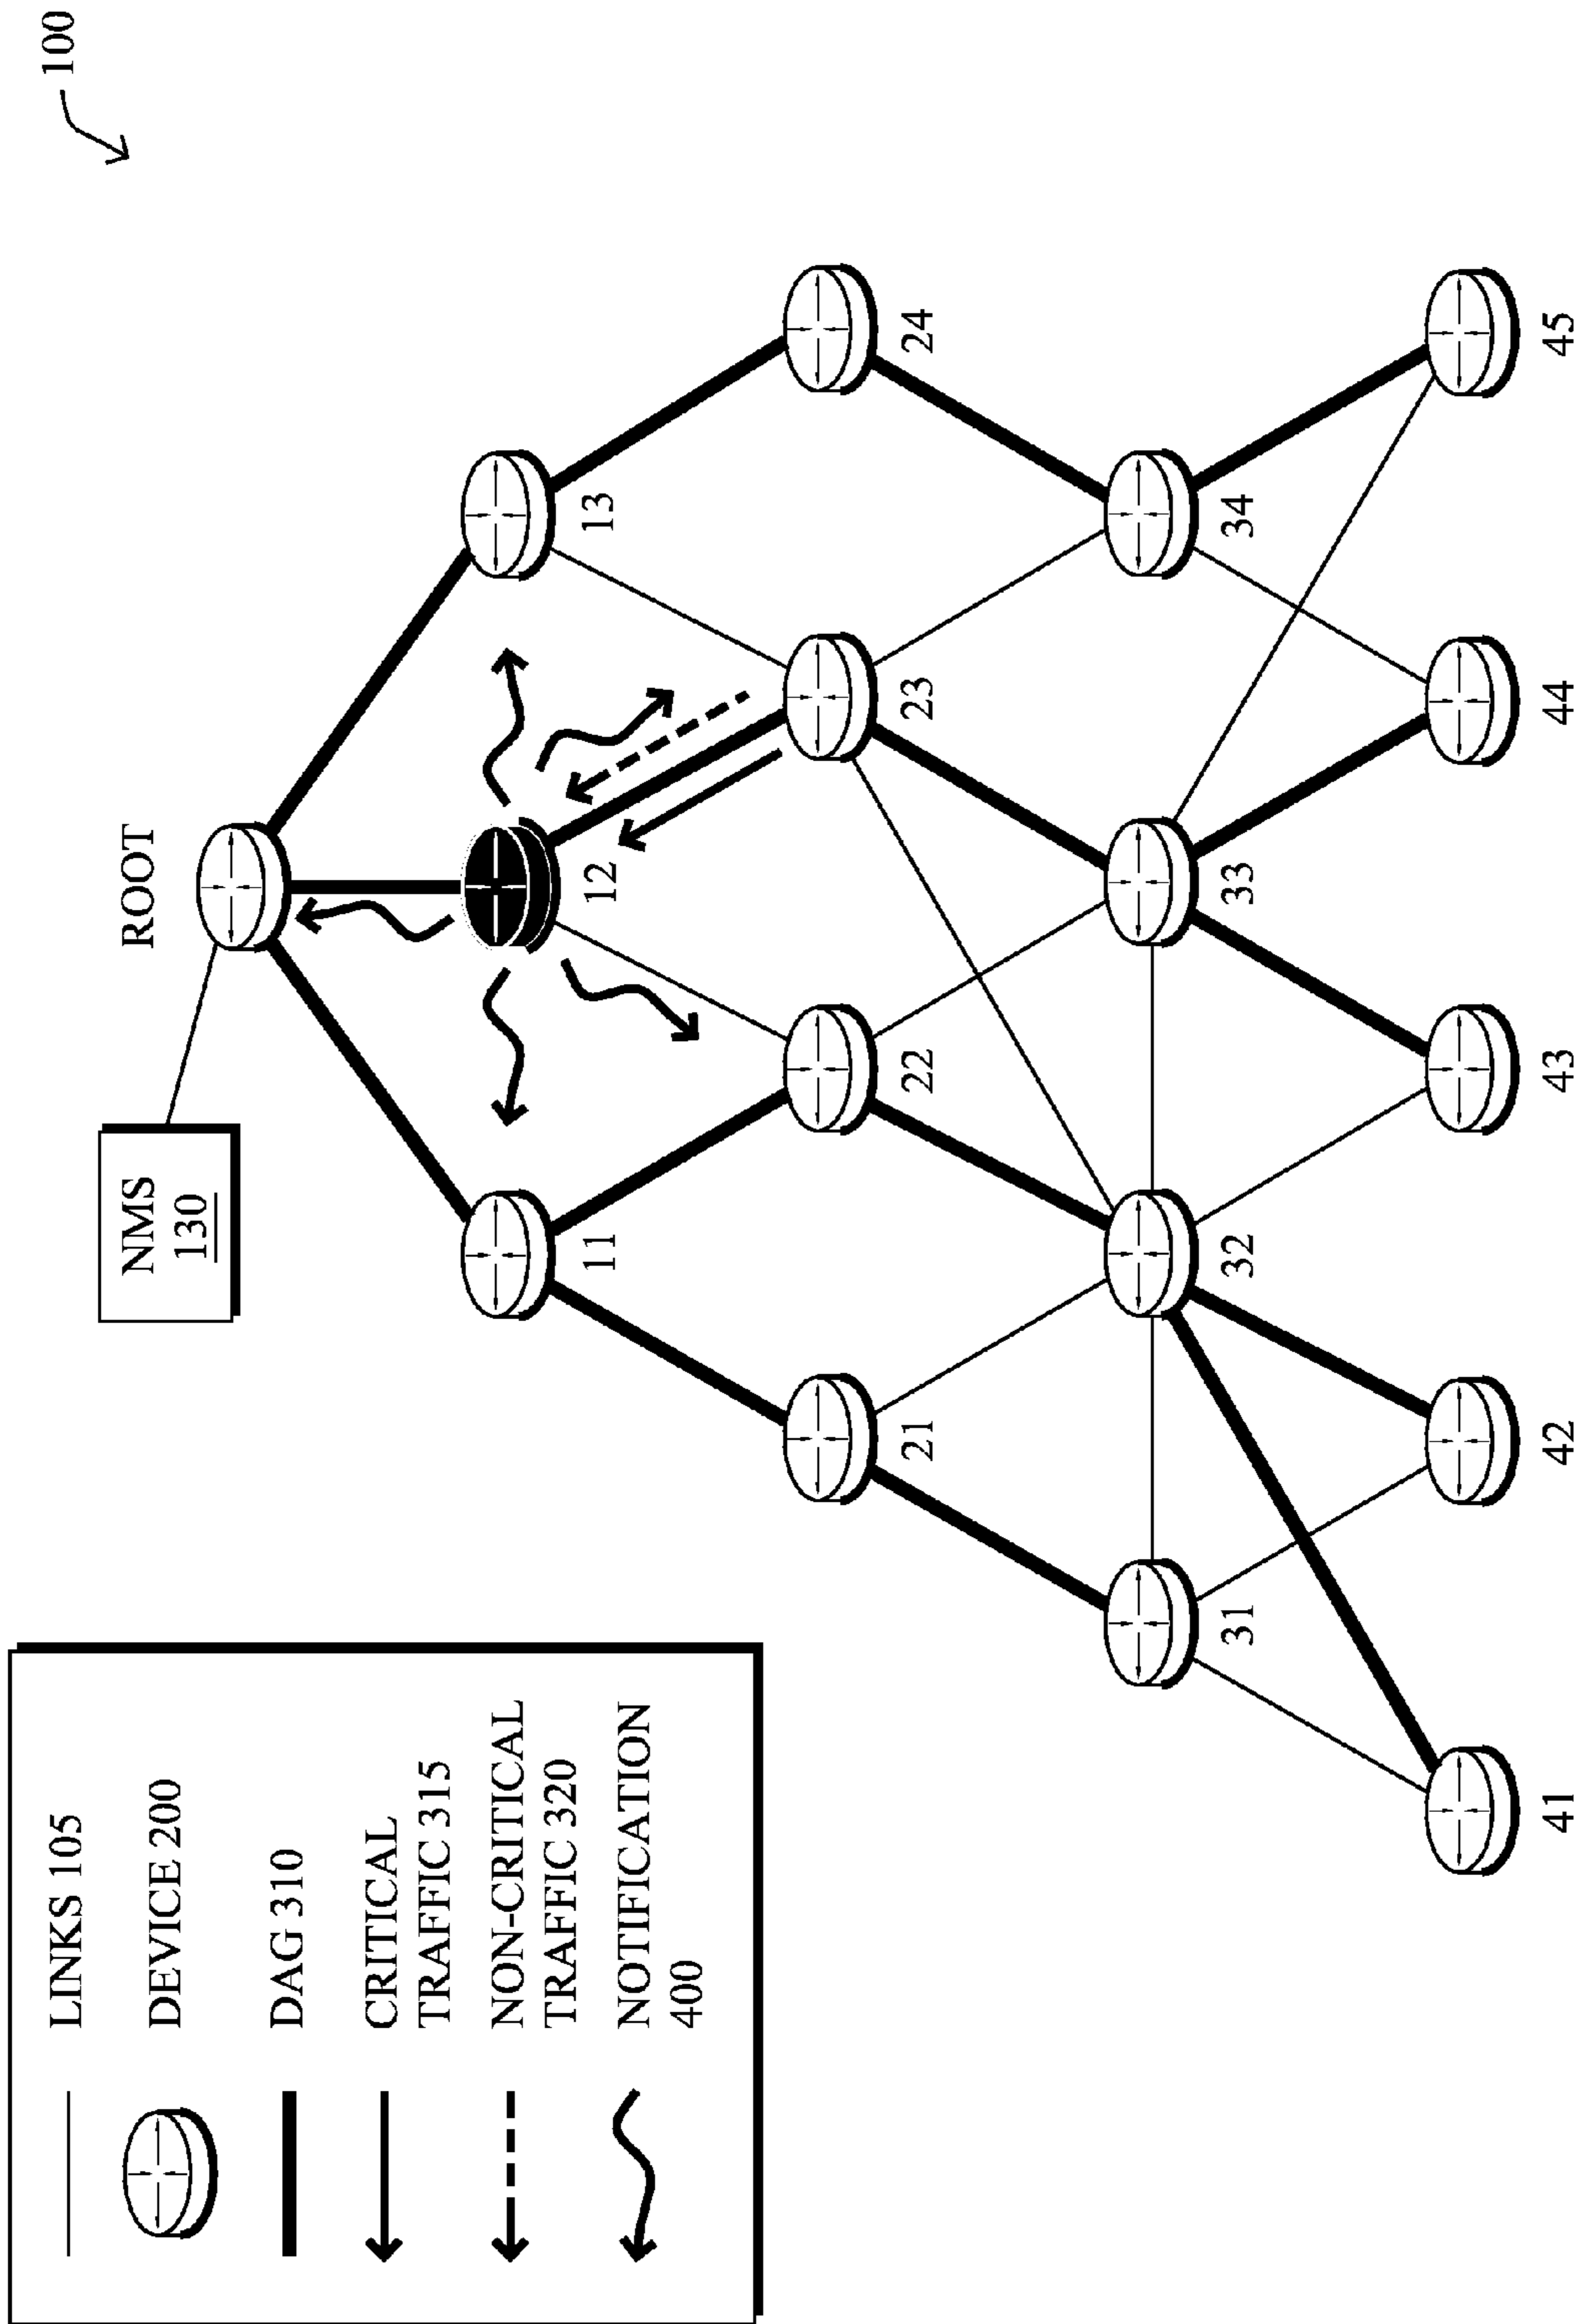 100
LINKS 105
DEVICE 200
DAG 310
CRITICAL
TRAFFIC 315
NON-CRITICAL
TRAFFIC 320
NOTIFICATION
400
NMS
130
ROOT
11
12
13
21
22
23
24
31
32
33
34
41
42
43
44
45